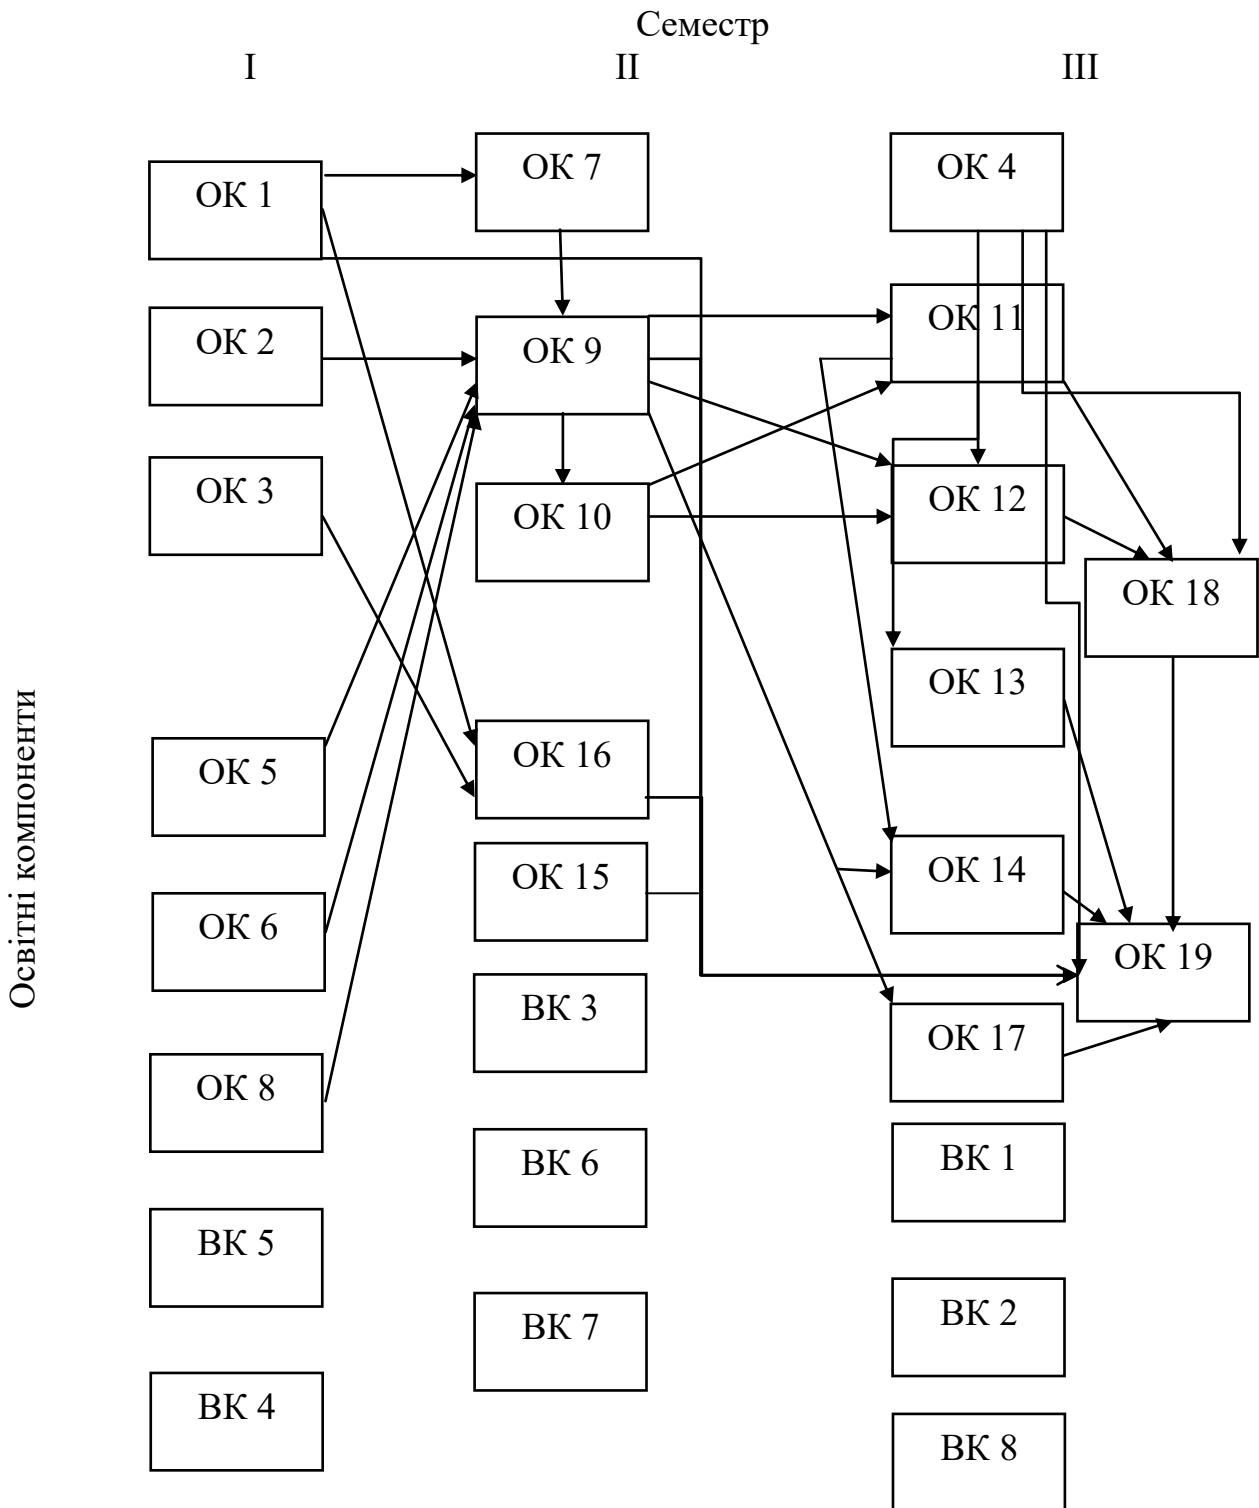 Семестр
I II III
ОК 1
ОК 2
ОК 3
ОК 5
ОК 6
ОК 8
ВК 5
ВК 4
ОК 7
ОК 9
ОК 10
ОК 16
ОК 15
ВК 3
ВК 6
ВК 7
ОК 4
ОК 11
ОК 12
ОК 18
ОК 13
ОК 14
ОК 19
ОК 17
ВК 1
ВК 2
ВК 8
Освітні компоненти